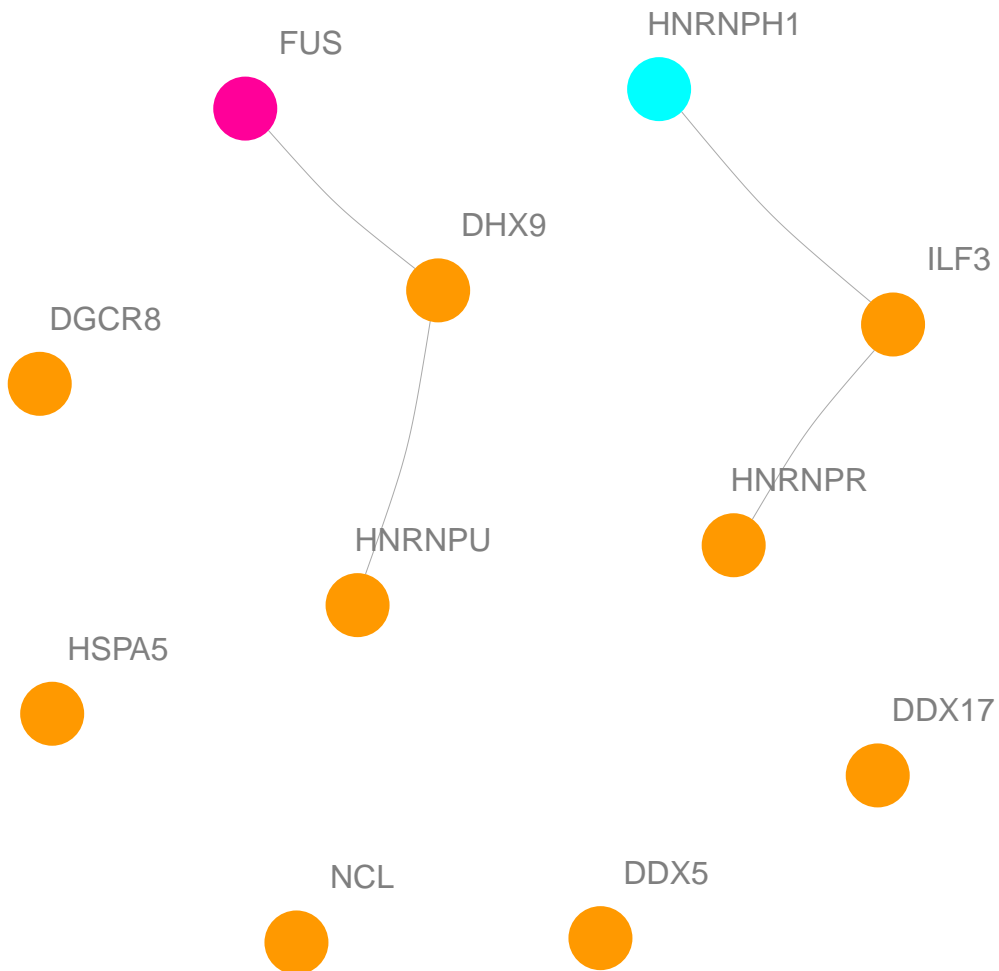 HNRNPH1
FUS
DHX9
ILF3
DGCR8
HNRNPR
HNRNPU
HSPA5
DDX17
DDX5
NCL